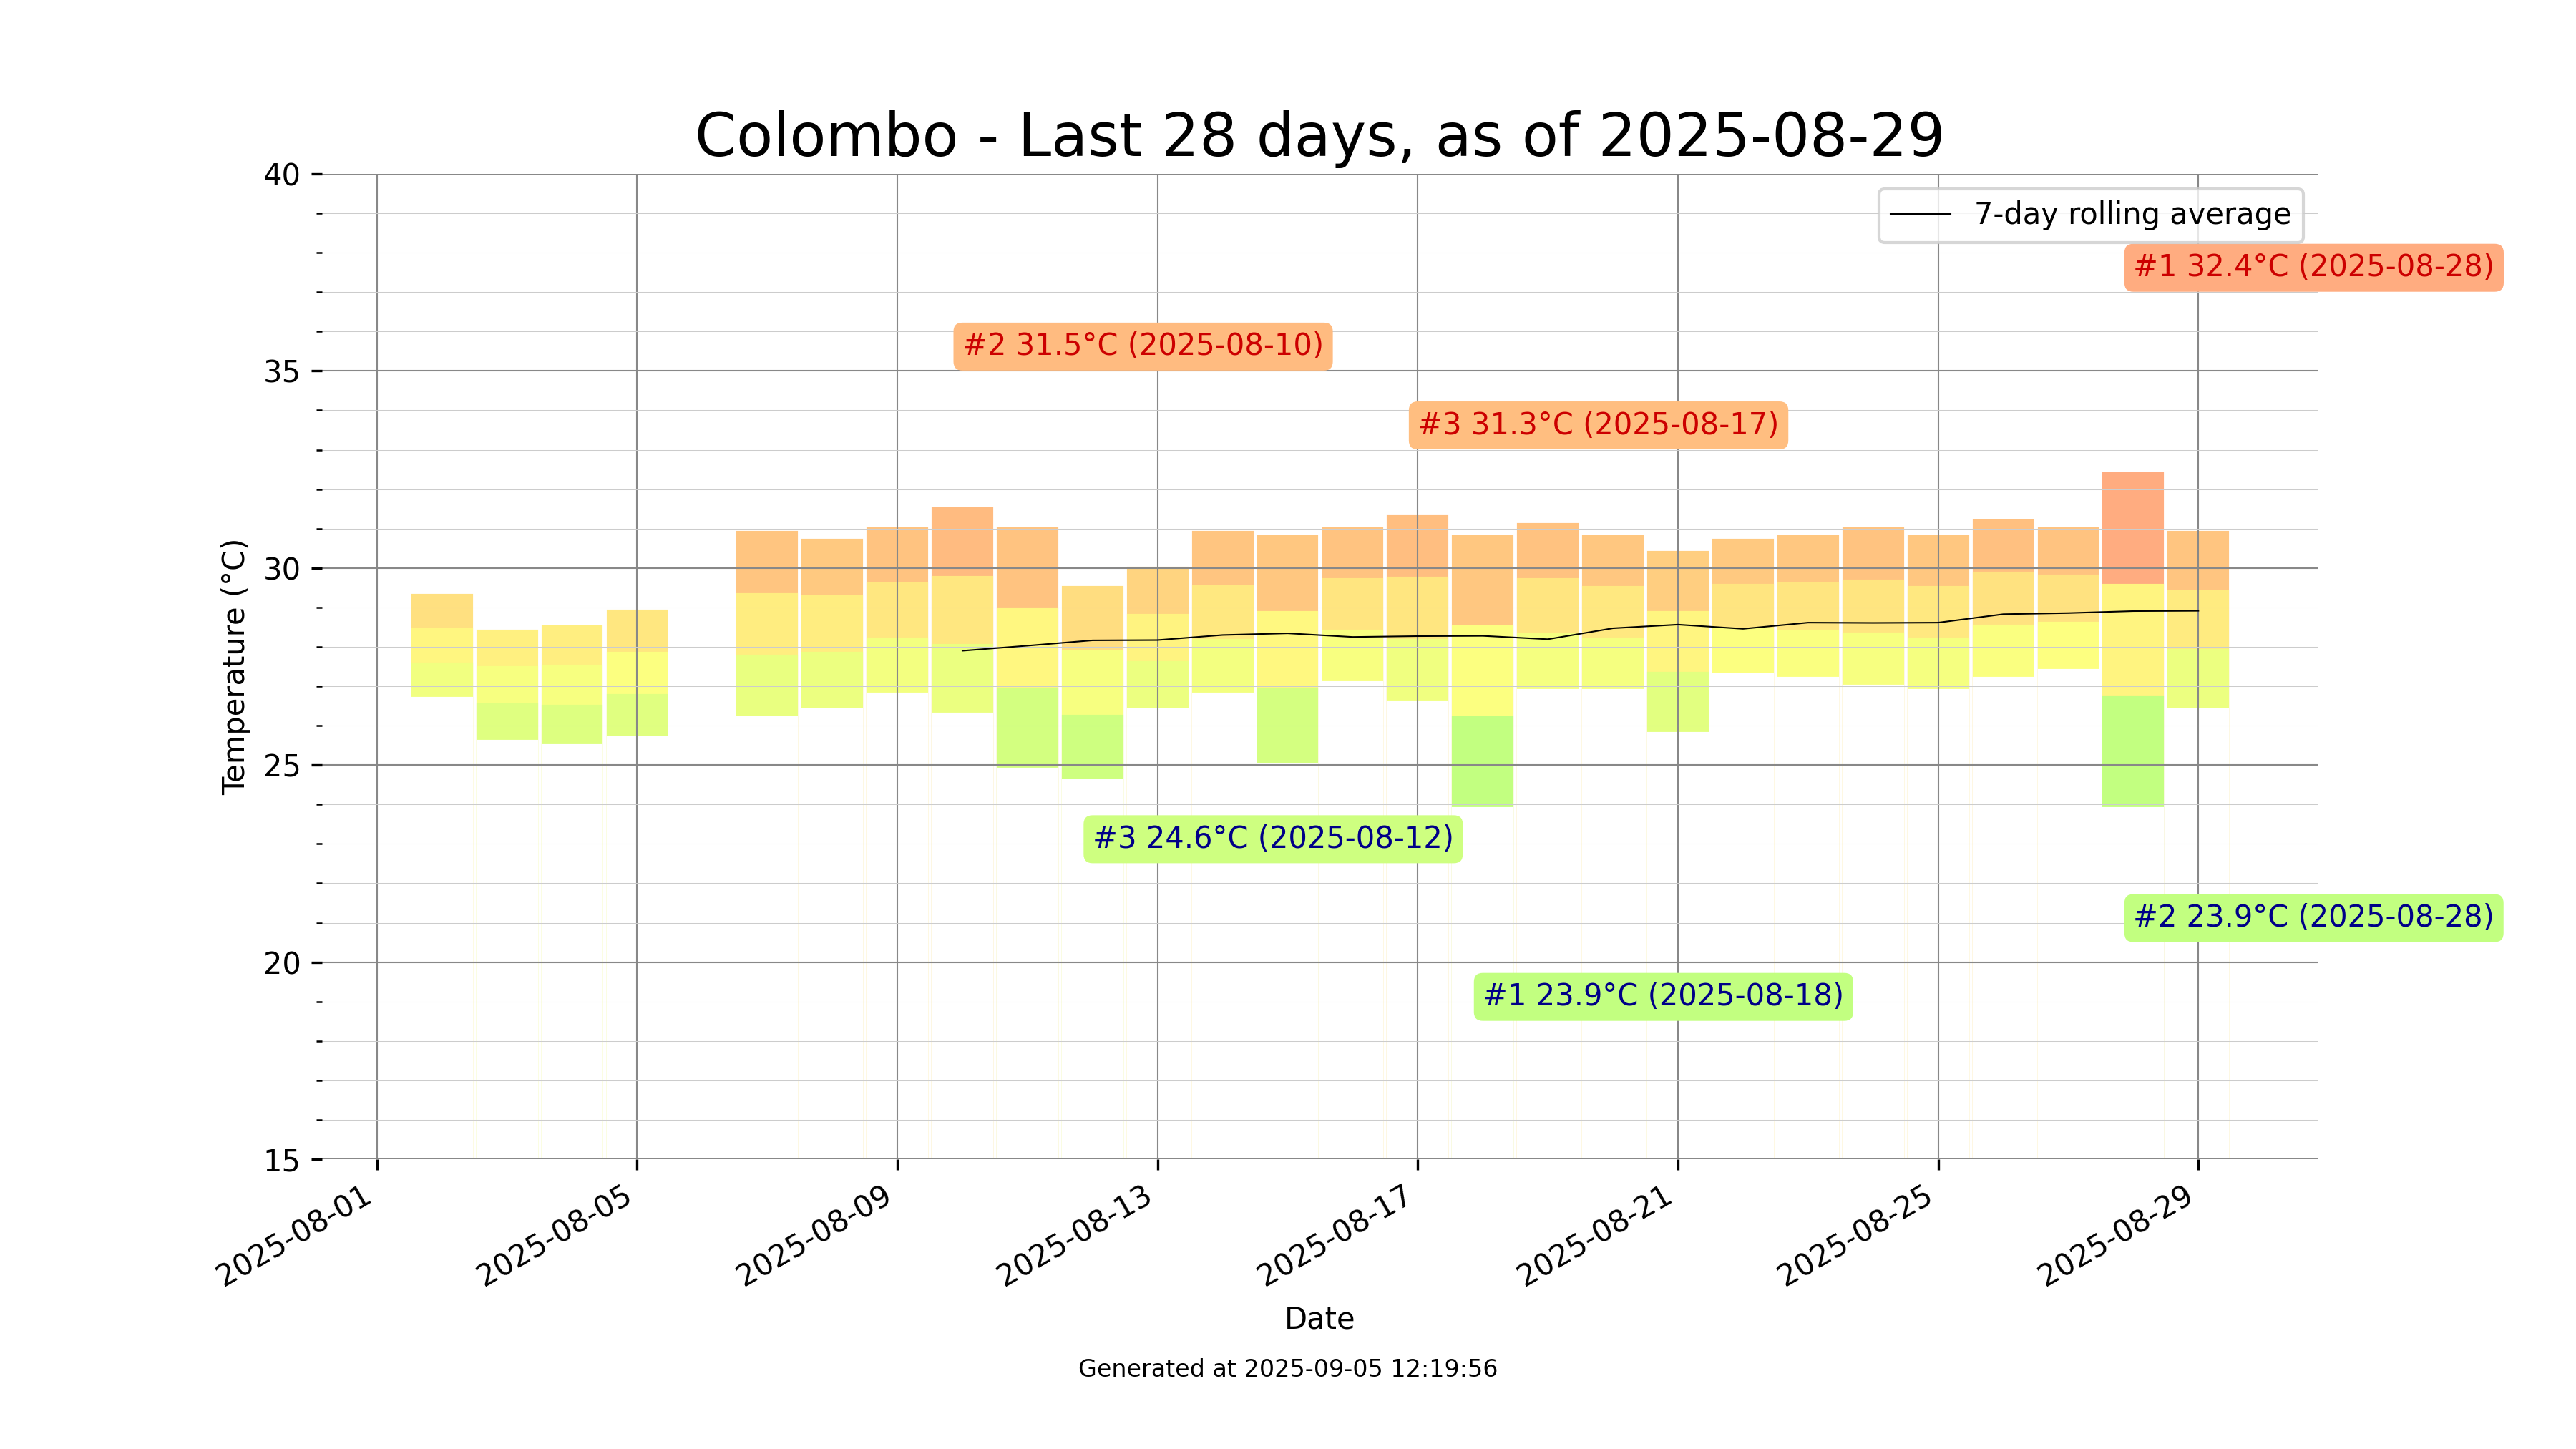 Colombo - Last 28 days, as of 2025-08-29
40
7-day rolling average
#1 32.4°C (2025-08-28)
#2 31.5°C (2025-08-10)
35
#3 31.3°C (2025-08-17)
30
Temperature (°C)
25
#3 24.6°C (2025-08-12)
#2 23.9°C (2025-08-28)
20
#1 23.9°C (2025-08-18)
15
2025-08-01
2025-08-05
2025-08-09
2025-08-13
2025-08-17
2025-08-21
2025-08-25
2025-08-29
Date
Generated at 2025-09-05 12:19:56